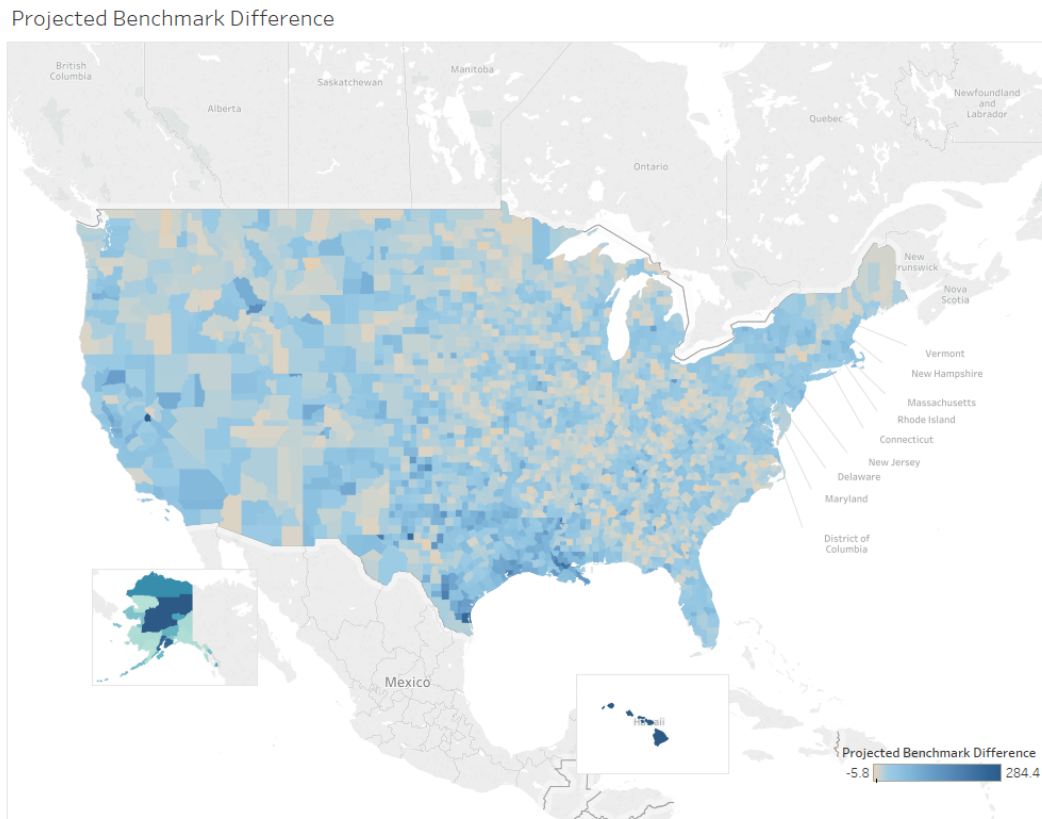 Projected Benchmark Difference
British
Columbia
Alberta
Saskatchewan
Manitoba
Ontario
Quebec
Newfoundland
and
Labrador
New
runswick
Nova
Scotia
Vermont
New Hampshire
Massachusetts
Rhode Island
Connecticut
New Jersey
Delaware
Maryland
District of
Columbia
Mexico
Hawaii
Projected Benchmark Difference
-5.8 284.4